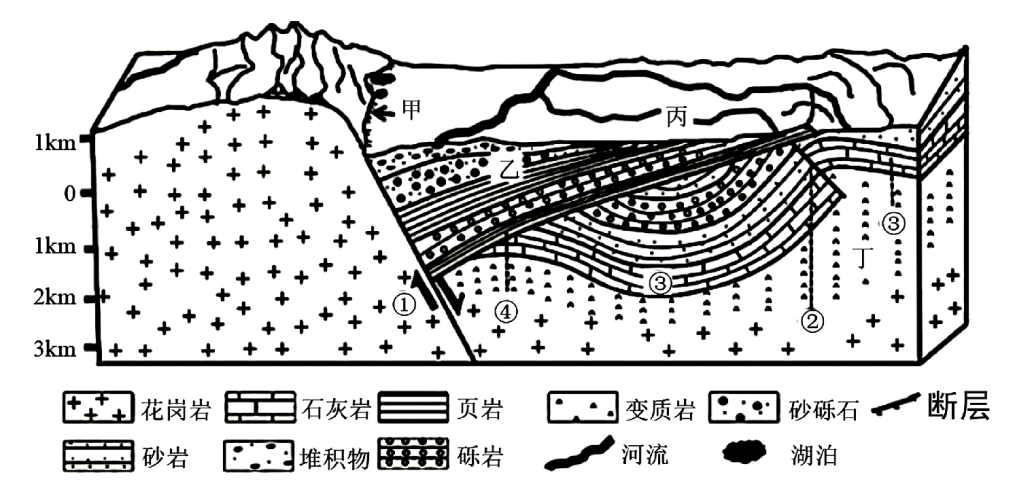 甲
丙
1km
乙
0
③
1km
丁
③
①
④
②
2km
3km
花岗岩
石灰岩
页岩
变质岩
砂砾石
断层
砂岩
堆积物
砾岩
河流
湖泊